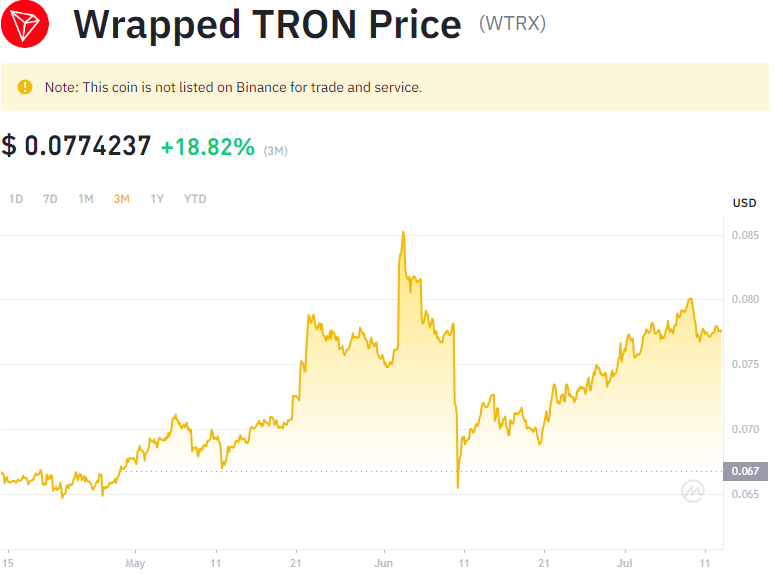 Wrapped TRON Price (WTRX)
Note: This coin is not listed on Binance for trade and service.
$ 0.0774237 +18.82% (3M)
1D 7D 1M 3M 1Y YTD
USD
0.085
0.080
0.075
0.070
0.067
0.065
15 May 11 21 Jun 11 21 Jul 11